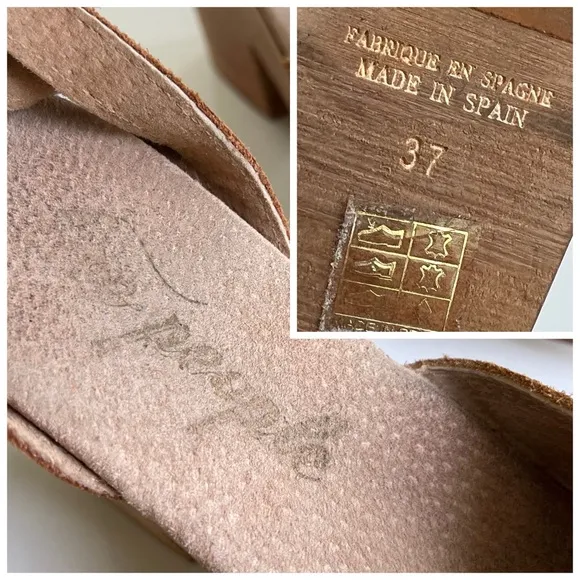 FABRIQUE EN SPAGNE
MADE IN SPAIN
37
free people